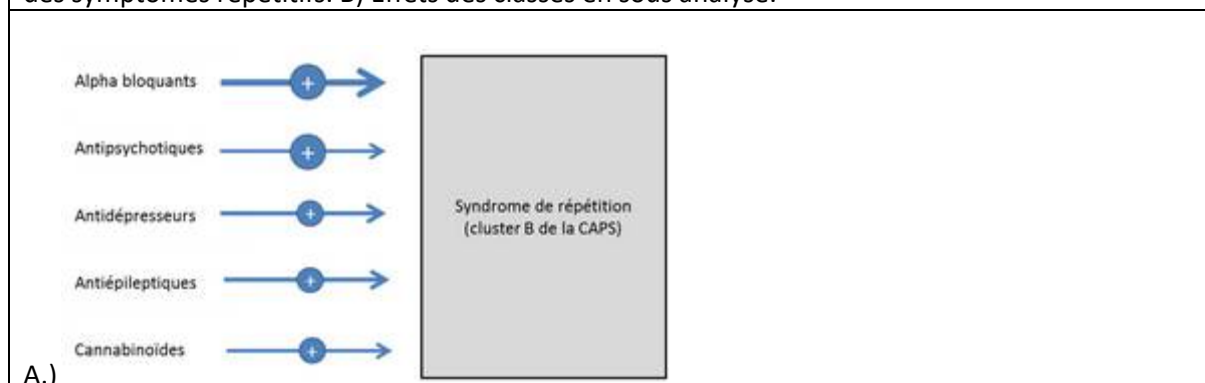 des symptômes répétitifs. B) Effets des classes en sous analyse.
Alpha bloquants +
Antipsychotiques +
Antidépresseurs +
Antiépileptiques +
Cannabinoïdes +
Syndrome de répétition
(cluster B de la CAPS)
A.)